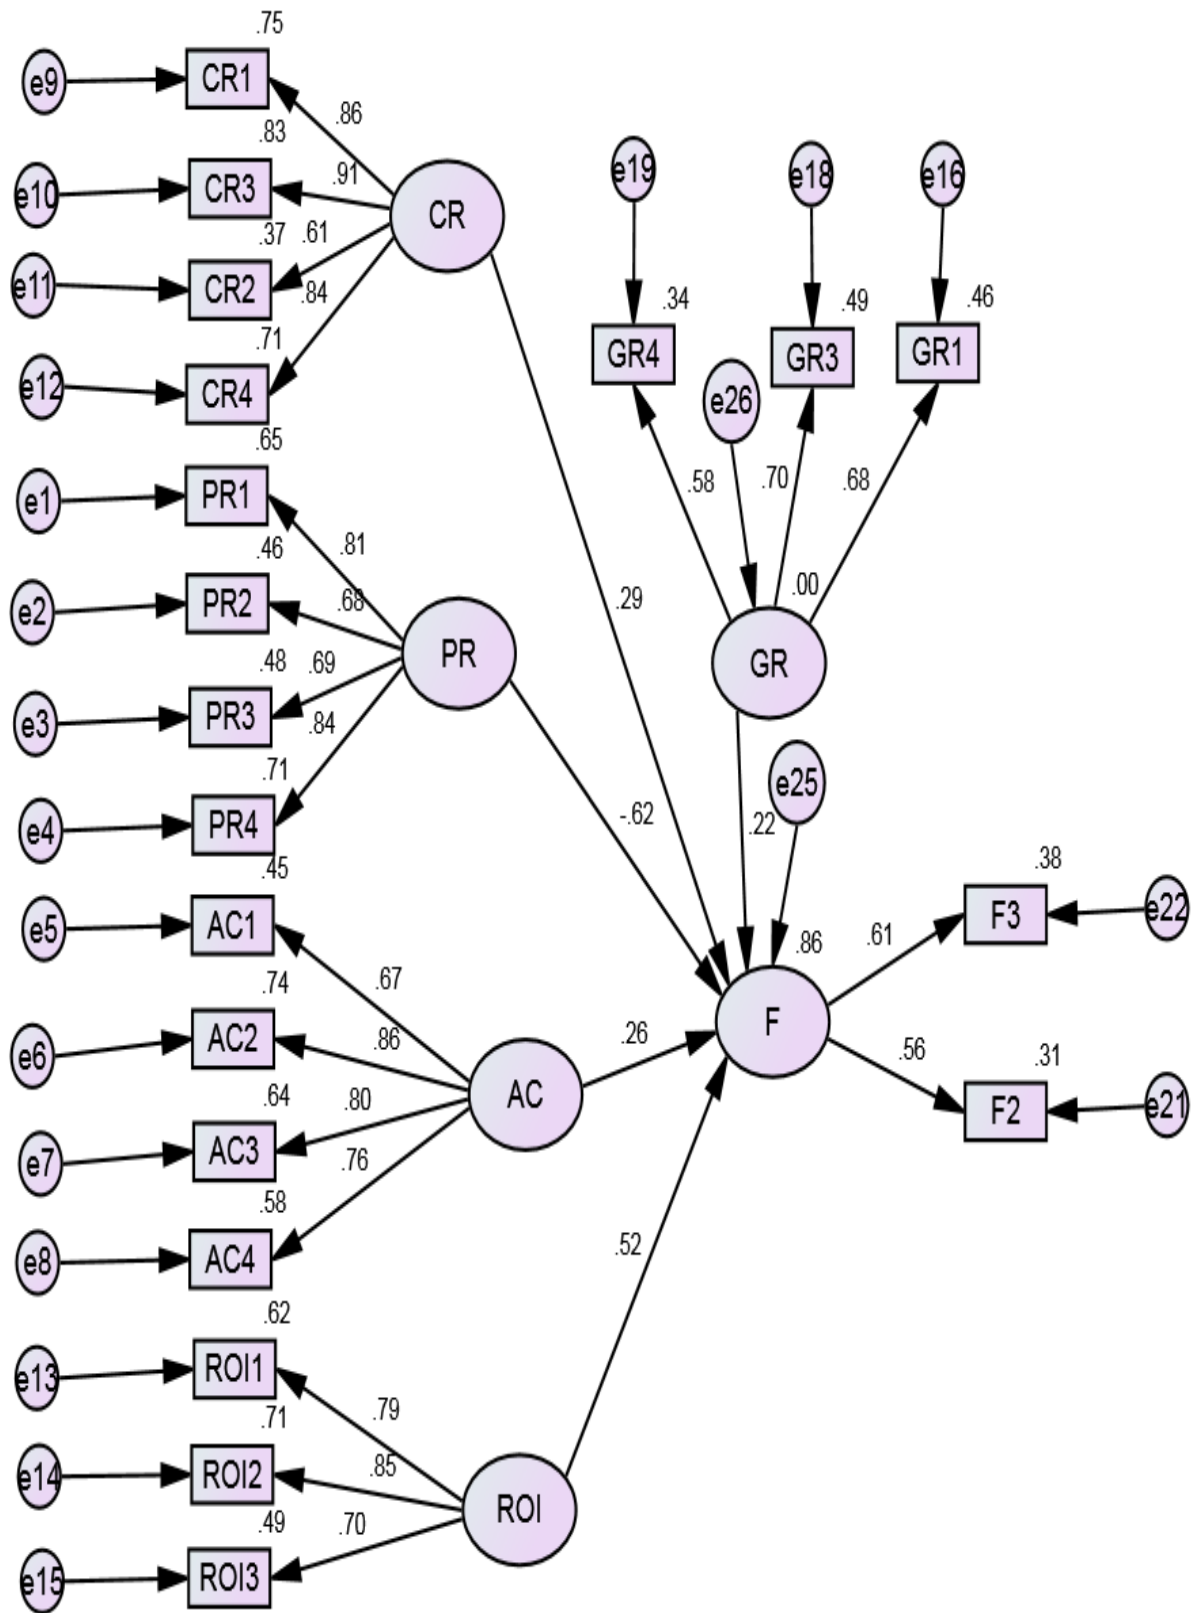 .75
e9
CR1
.86
.83
e10
CR3
.91
CR
.37
.61
e11
CR2
.84
.71
e12
CR4
.65
e1
PR1
.81
.46
e2
PR2
.68
PR
.48
.69
e3
PR3
.84
.71
e4
PR4
.45
e5
AC1
.67
.74
e6
AC2
.86
AC
.64
.80
e7
AC3
.76
.58
e8
AC4
.62
e13
ROI1
.79
.71
e14
ROI2
.85
ROI
.49
.70
e15
ROI3
e19
e18
e16
.34
.49
.46
GR4
GR3
GR1
e26
.58
.70
.68
.00
.29
GR
e25
-.62
.22
.86
F
.26
.52
.61
.38
F3
e22
.56
.31
F2
e21